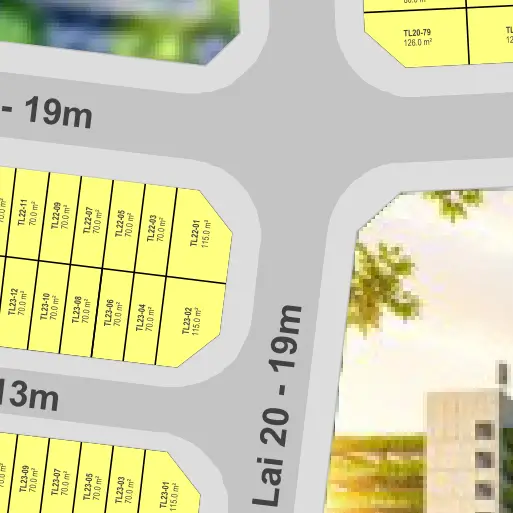 TL20-79
126.0 m²
- 19m
TL22-11
70.0 m²
TL22-09
70.0 m²
TL22-07
70.0 m²
TL22-05
70.0 m²
TL22-03
70.0 m²
TL22-01
115.0 m²
TL23-12
70.0 m²
TL23-10
70.0 m²
TL23-08
70.0 m²
TL23-06
70.0 m²
TL23-04
70.0 m²
TL23-02
115.0 m²
Lai 20 - 19m
13m
TL23-09
70.0 m²
TL23-07
70.0 m²
TL23-05
70.0 m²
TL23-03
70.0 m²
TL23-01
115.0 m²